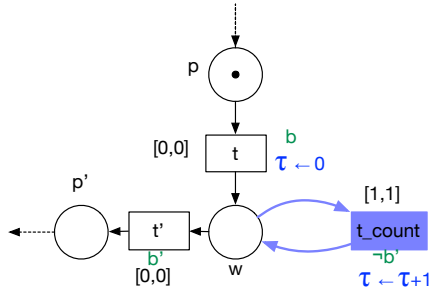 p
[0,0]
t
b
τ ← 0
p'
[1,1]
t'
t_count
b'
w
¬b'
[0,0]
τ ← τ+1